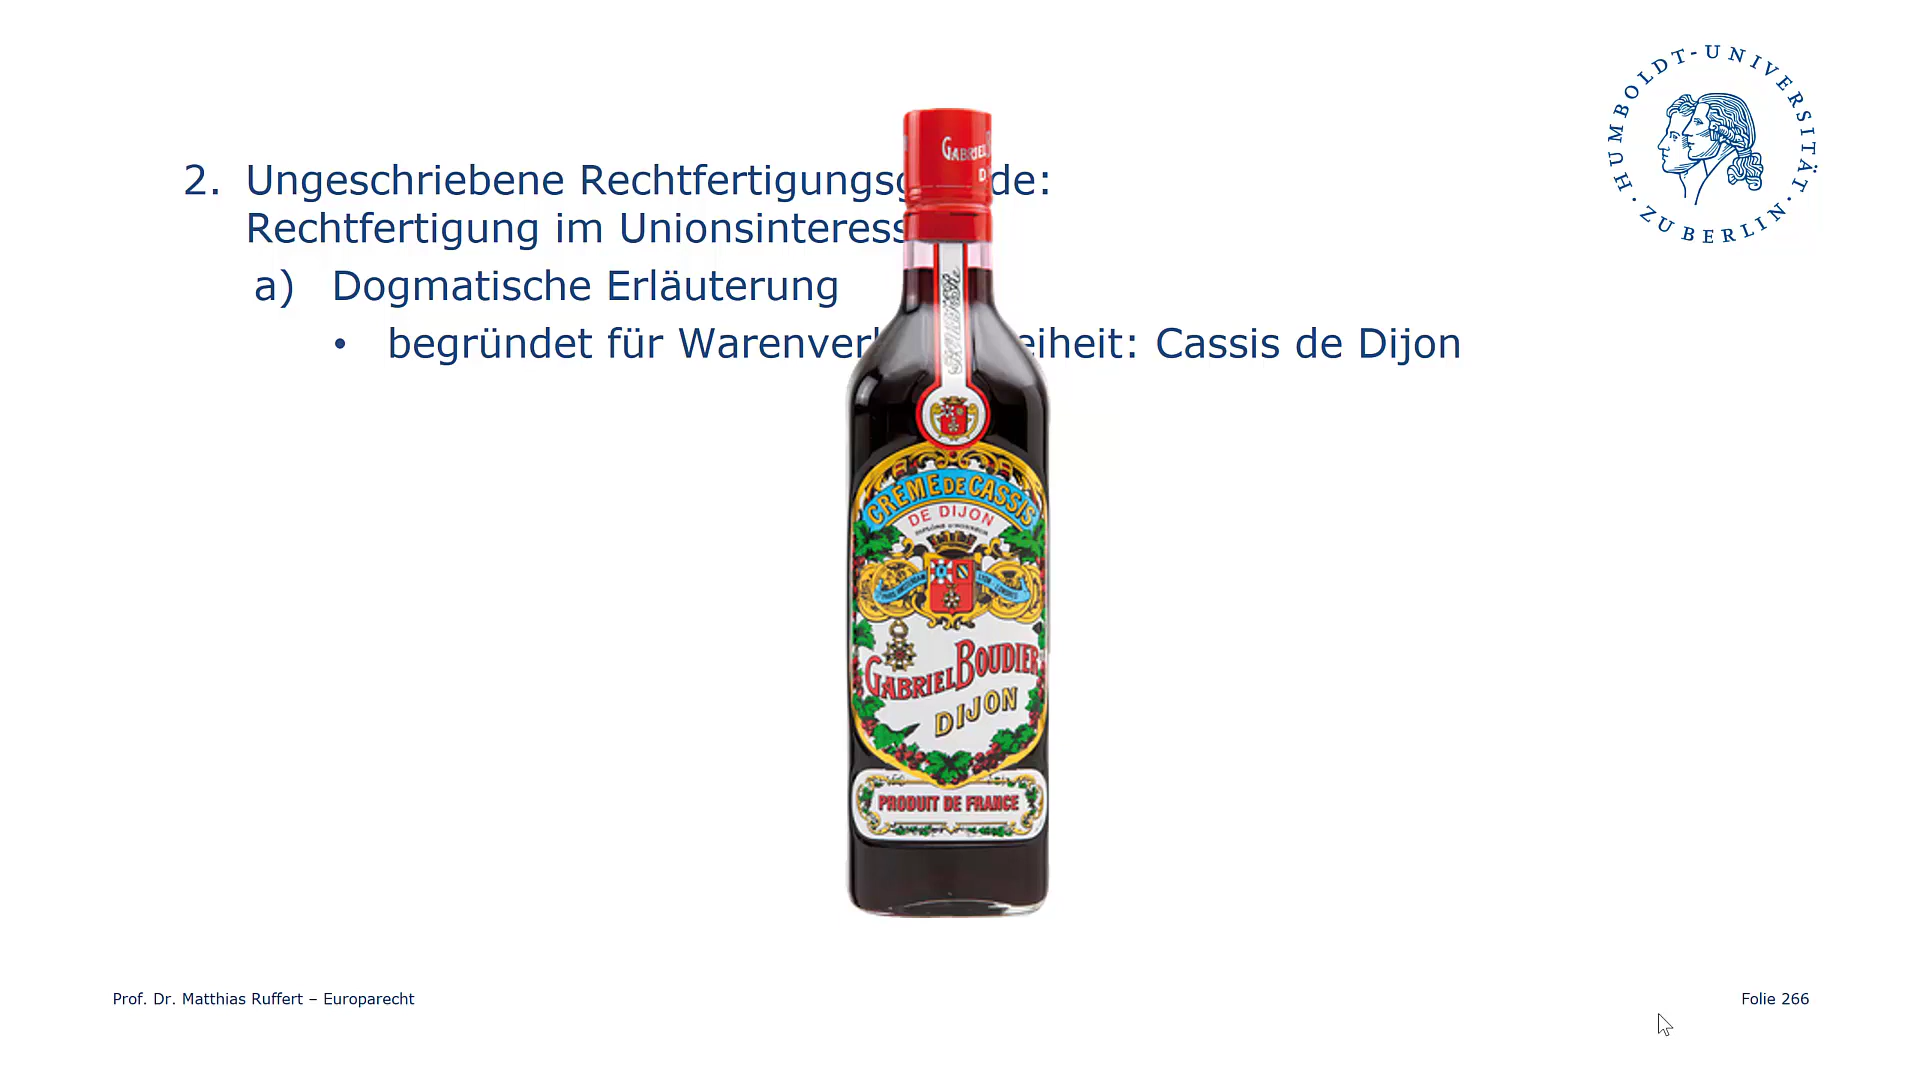 HUMBOLDT-UNIVERSITÄT
ZU BERLIN
2. Ungeschriebene Rechtfertigungsg de:
Rechtfertigung im Unionsinteress
a) Dogmatische Erläuterung
• begründet für Warenver eiheit: Cassis de Dijon
GABRIEL
D
CREME DE CASSIS
DE DIJON
GABRIEL BOUDIER
DIJON
PRODUIT DE FRANCE
Prof. Dr. Matthias Ruffert – Europarecht
Folie 266